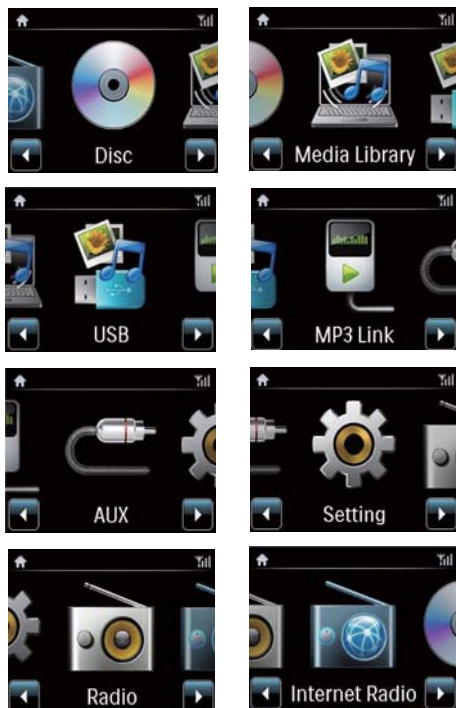 Disc
Media Library
USB
MP3 Link
AUX
Setting
Radio
Internet Radio